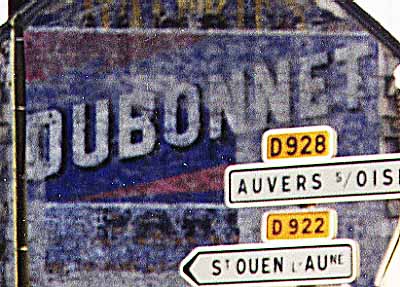 DUBONNET
D928
AUVERS S/OIS
D922
ST OUEN L'AUNE